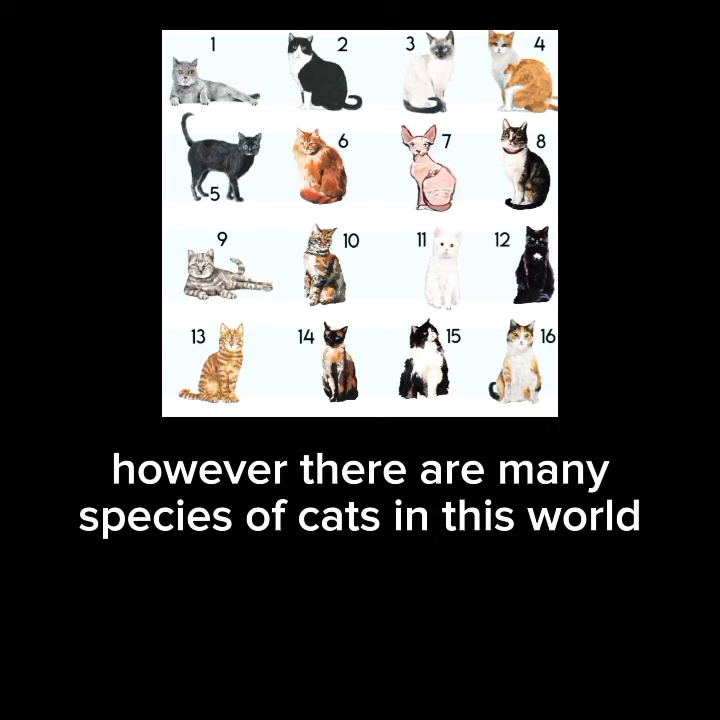 1 2 3 4
5 6 7 8
9 10 11 12
13 14 15 16
however there are many
species of cats in this world